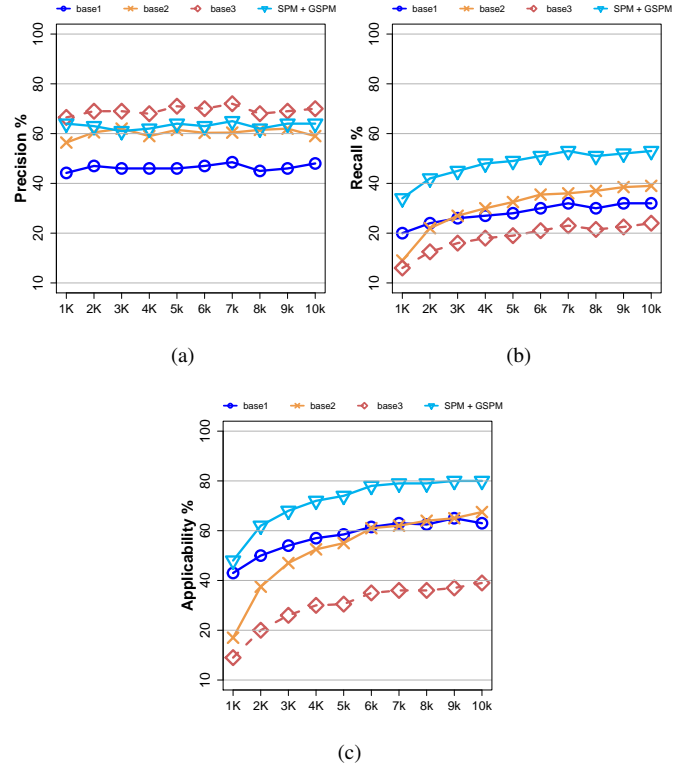 base1 base2 base3 SPM + GSPM
base1 base2 base3 SPM + GSPM
Precision %
100
80
60
40
20
10
1K 2K 3K 4K 5k 6k 7k 8k 9k 10k
(a)
Recall %
100
80
60
40
20
10
1K 2K 3K 4K 5k 6k 7k 8k 9k 10k
(b)
base1 base2 base3 SPM + GSPM
Applicability %
100
80
60
40
20
10
1K 2K 3K 4K 5k 6k 7k 8k 9k 10k
(c)